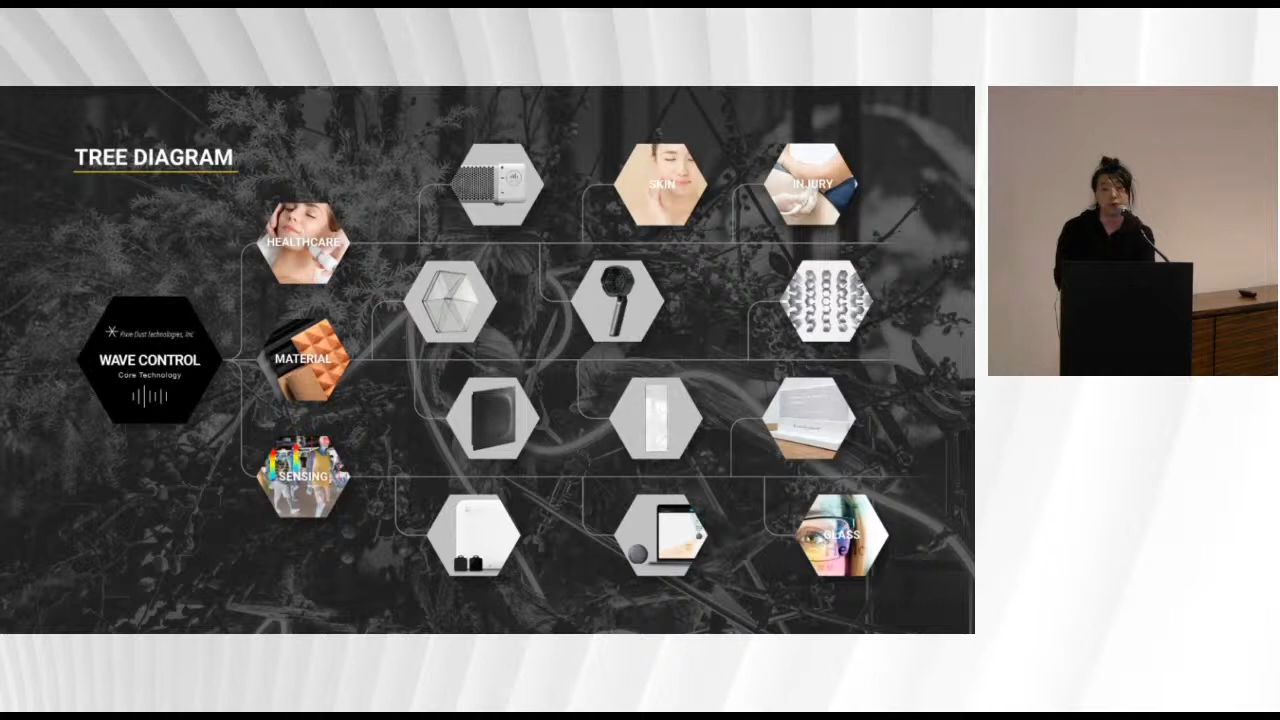 TREE DIAGRAM
SKIN
INJURY
HEALTHCARE
Pixie Dust Technologies, Inc
WAVE CONTROL
Core Technology
MATERIAL
SENSING
GLASS